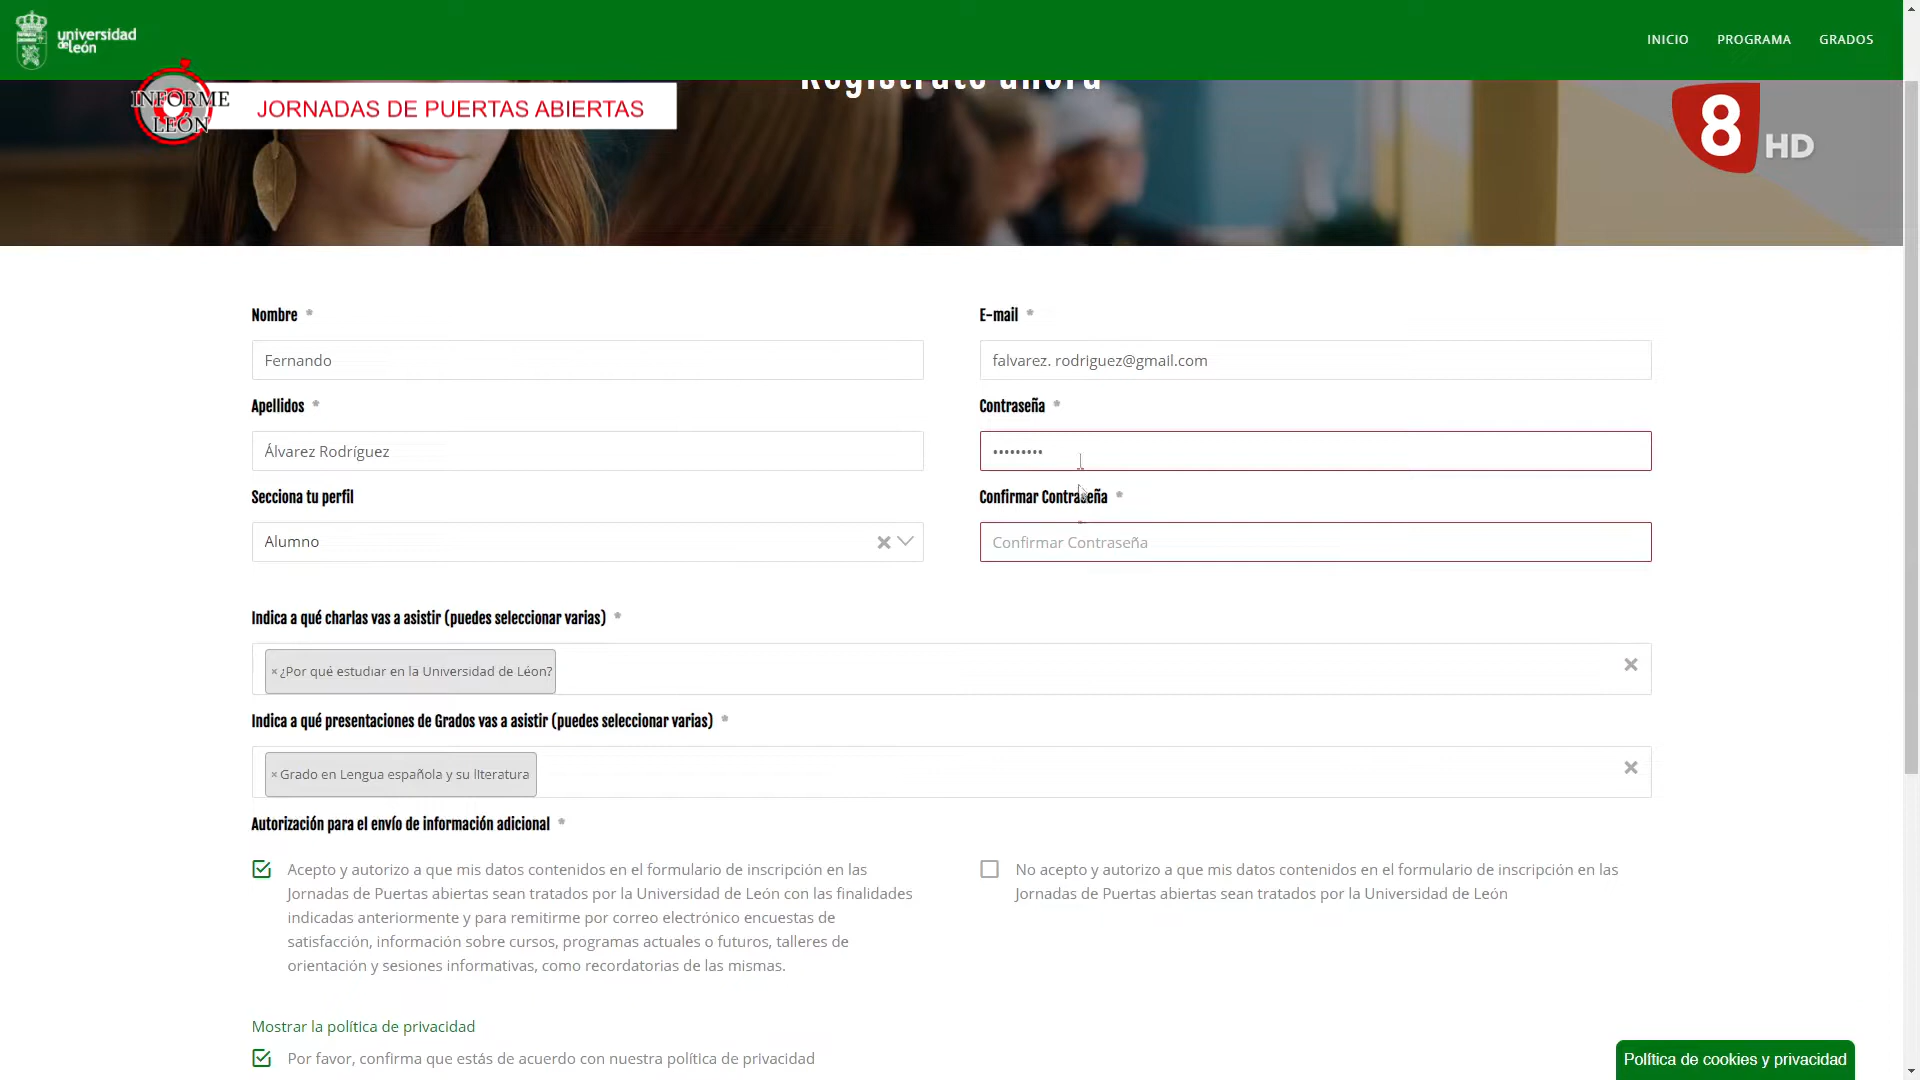 universidad
de león
INICIO PROGRAMA GRADOS
Regístrate ahora
INFORME
LEÓN
JORNADAS DE PUERTAS ABIERTAS
8 HD
Nombre *
Fernando
E-mail *
falvarez. rodriguez@gmail.com
Apellidos *
Álvarez Rodríguez
Contraseña *
•••••••••
Secciona tu perfil
Alumno
Confirmar Contraseña *
Confirmar Contraseña
Indica a qué charlas vas a asistir (puedes seleccionar varias) *
× ¿Por qué estudiar en la Universidad de Léon?
Indica a qué presentaciones de Grados vas a asistir (puedes seleccionar varias) *
× Grado en Lengua española y su lIteratura
Autorización para el envío de información adicional *
Acepto y autorizo a que mis datos contenidos en el formulario de inscripción en las
Jornadas de Puertas abiertas sean tratados por la Universidad de León con las finalidades
indicadas anteriormente y para remitirme por correo electrónico encuestas de
satisfacción, información sobre cursos, programas actuales o futuros, talleres de
orientación y sesiones informativas, como recordatorias de las mismas.
No acepto y autorizo a que mis datos contenidos en el formulario de inscripción en las
Jornadas de Puertas abiertas sean tratados por la Universidad de León
Mostrar la política de privacidad
Por favor, confirma que estás de acuerdo con nuestra política de privacidad
Política de cookies y privacidad